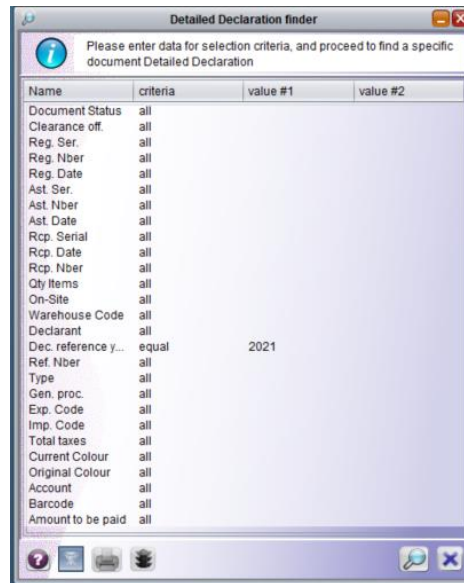 Detailed Declaration finder
Please enter data for selection criteria, and proceed to find a specific
document Detailed Declaration
Name criteria value #1 value #2
Document Status all
Clearance off. all
Reg. Ser. all
Reg. Nber all
Reg. Date all
Ast. Ser. all
Ast. Nber all
Ast. Date all
Rcp. Serial all
Rcp. Date all
Rcp. Nber all
Qty Items all
On-Site all
Warehouse Code all
Declarant all
Dec. reference y... equal 2021
Ref. Nber all
Type all
Gen. proc. all
Exp. Code all
Imp. Code all
Total taxes all
Current Colour all
Original Colour all
Account all
Barcode all
Amount to be paid all